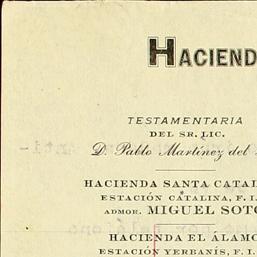 HACIEND
TESTAMENTARIA
DEL SR. LIC.
D. Pablo Martínez del
HACIENDA SANTA CATAL
ESTACIÓN CATALINA, F. I.
ADMOR. MIGUEL SOTO
HACIENDA EL ÁLAMO
ESTACIÓN YERBANÍS, F. I.